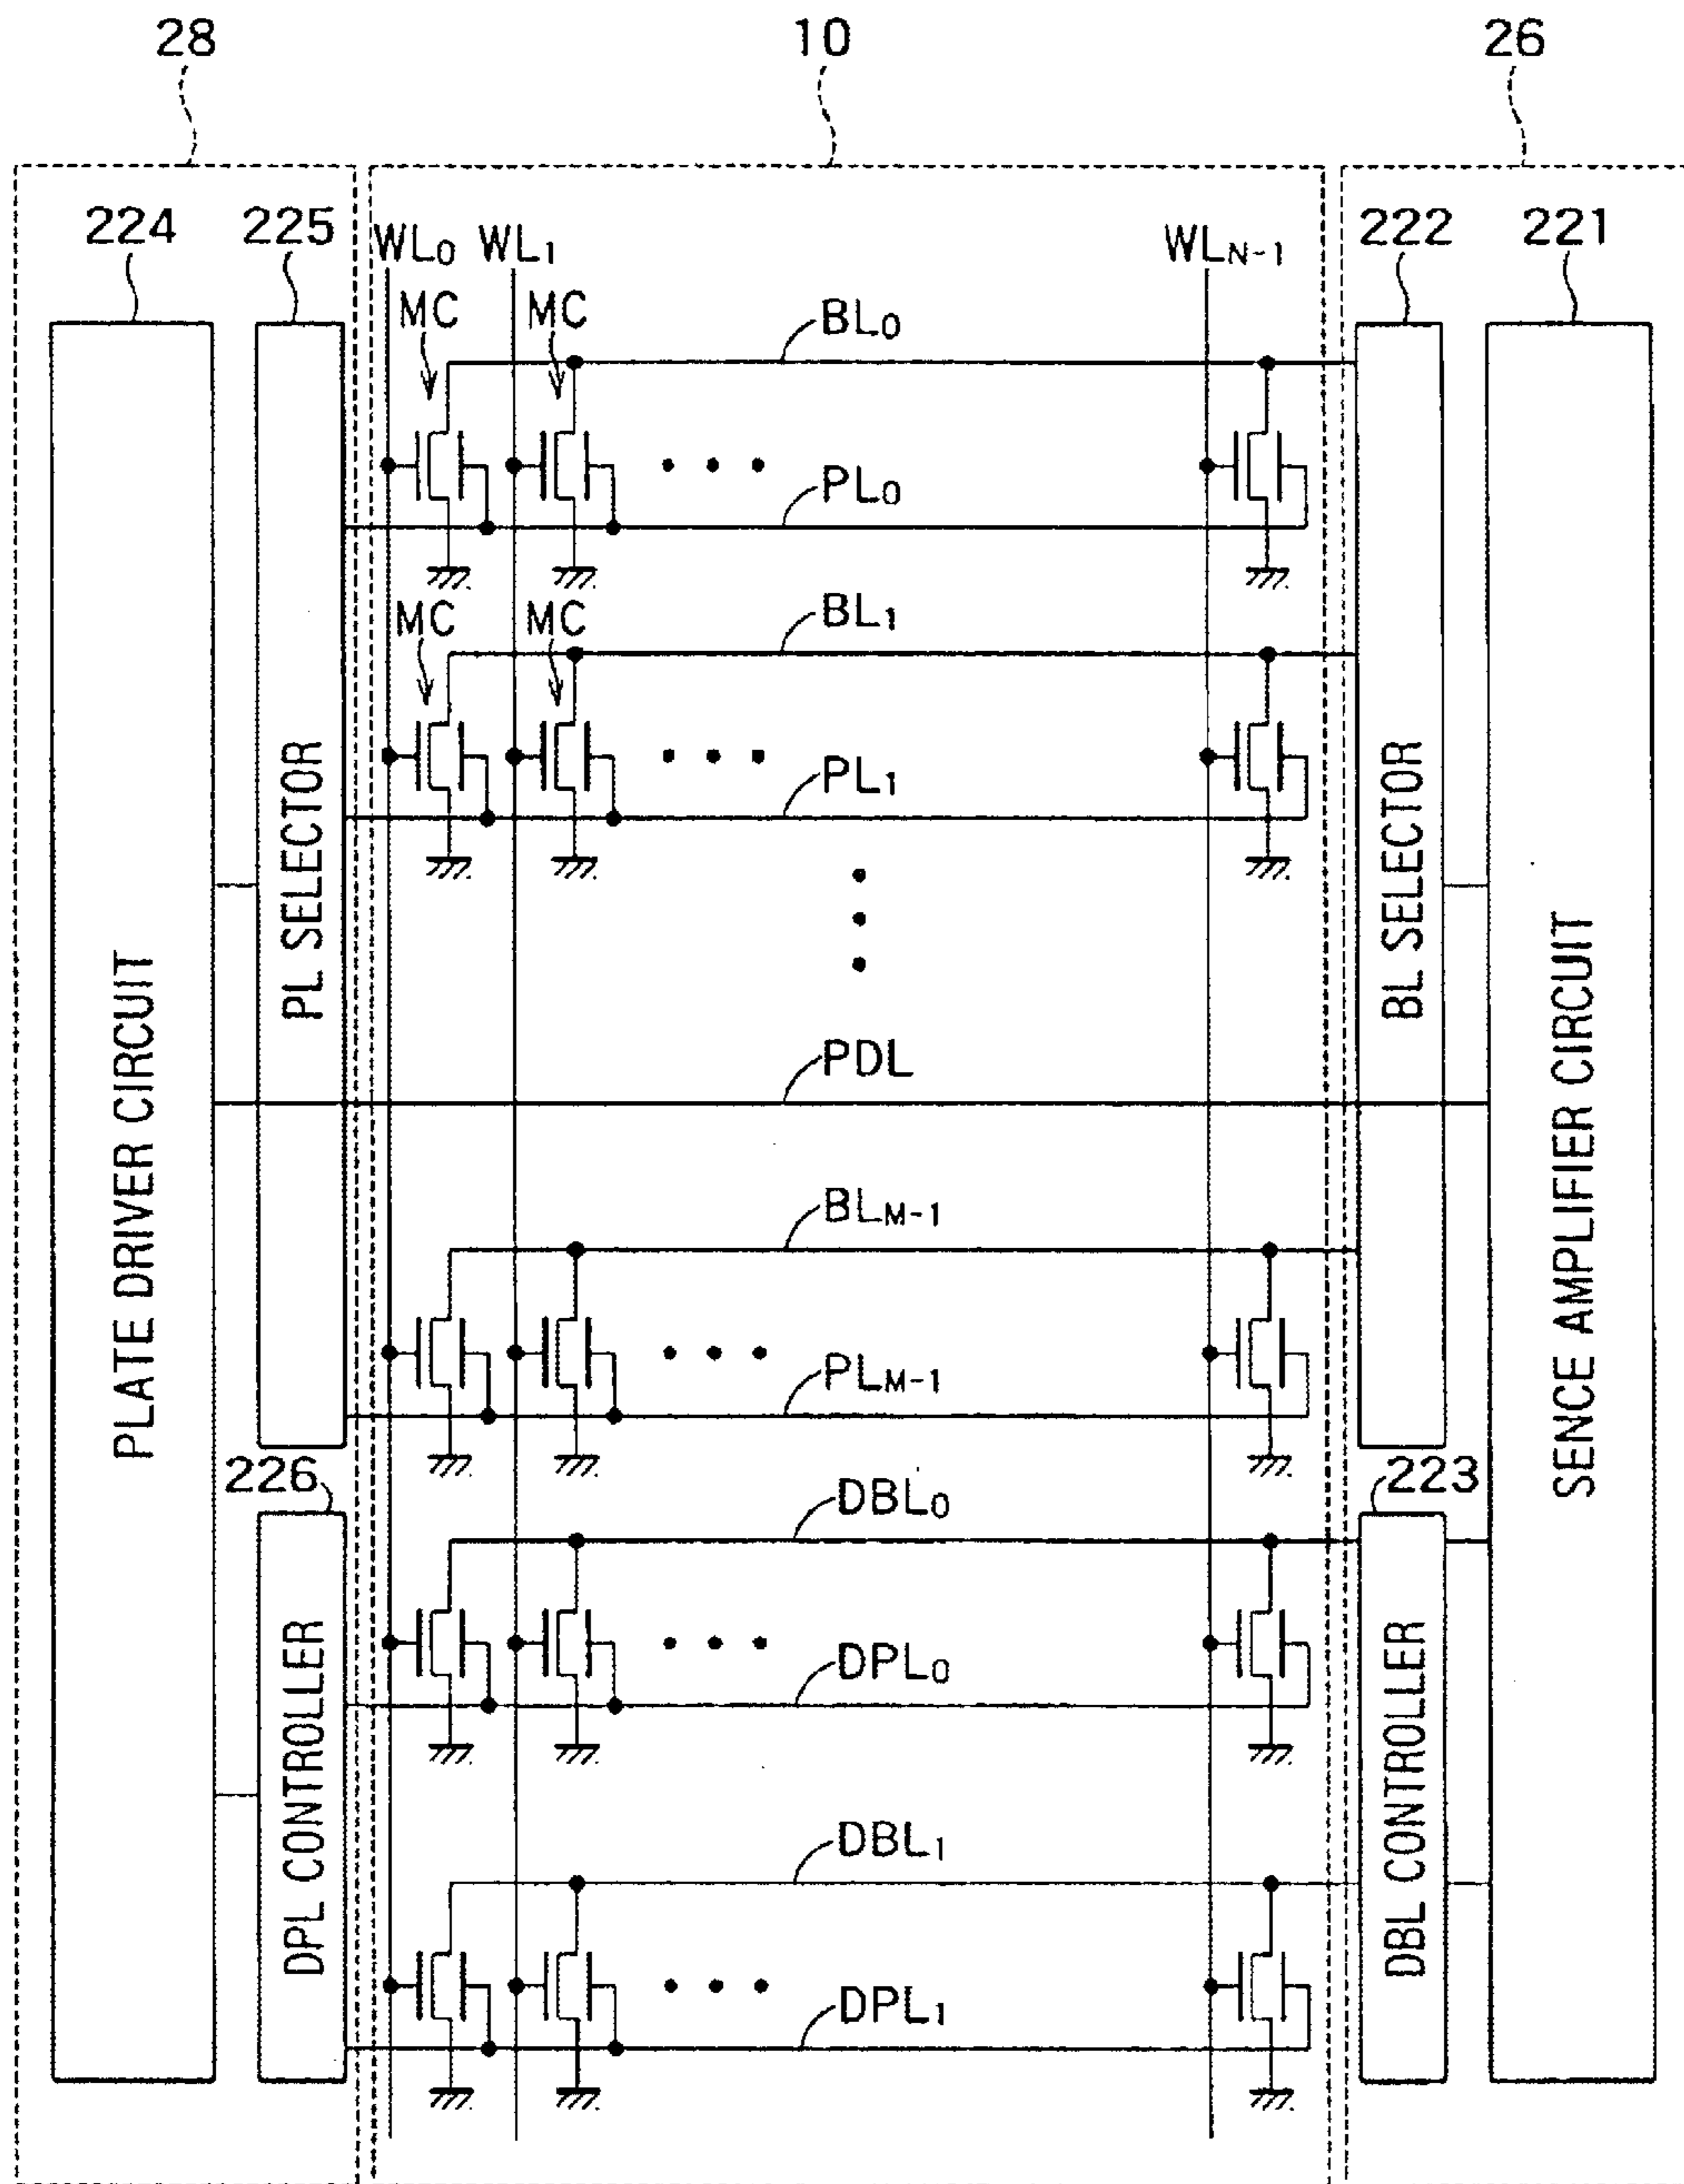 28
10
26
224
225
WL0
WL1
WLN-1
222
221
MC
MC
BL0
PL0
MC
MC
BL1
PL1
PL SELECTOR
BL SELECTOR
PLATE DRIVER CIRCUIT
SENCE AMPLIFIER CIRCUIT
PDL
BLM-1
PLM-1
226
223
DBL0
DPL0
DPL CONTROLLER
DBL CONTROLLER
DBL1
DPL1